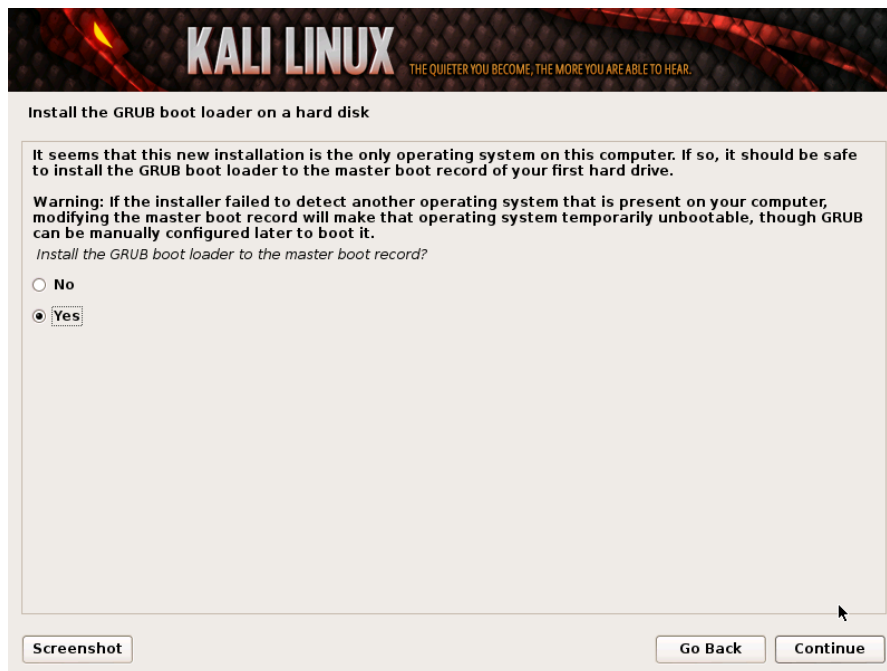 KALI LINUX
THE QUIETER YOU BECOME, THE MORE YOU ARE ABLE TO HEAR.
Install the GRUB boot loader on a hard disk
It seems that this new installation is the only operating system on this computer. If so, it should be safe
to install the GRUB boot loader to the master boot record of your first hard drive.
Warning: If the installer failed to detect another operating system that is present on your computer,
modifying the master boot record will make that operating system temporarily unbootable, though GRUB
can be manually configured later to boot it.
Install the GRUB boot loader to the master boot record?
No
Yes
Screenshot
Go Back
Continue